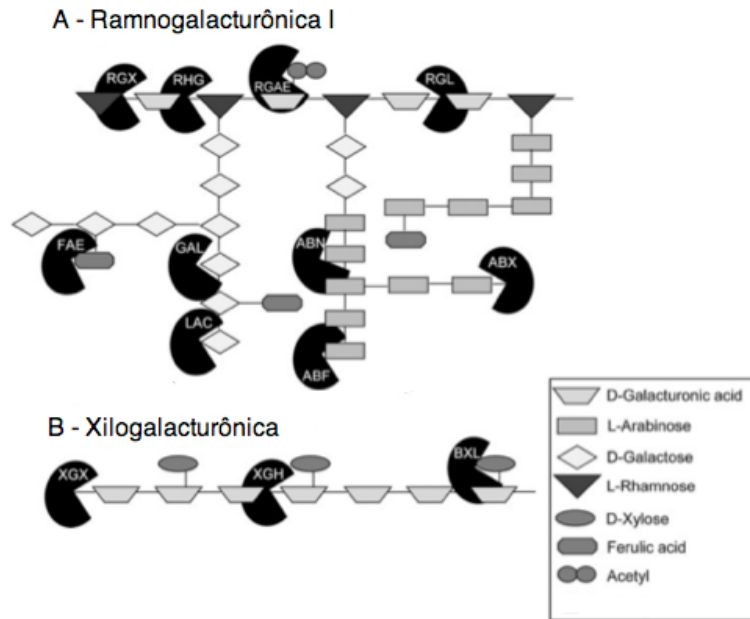 A - Ramnogalacturônica I
RGX
RHG
RGAE
RGL
FAE
GAL
ABN
ABX
LAC
ABF
B - Xilogalacturônica
XGX
XGH
BXL
D-Galacturonic acid
L-Arabinose
D-Galactose
L-Rhamnose
D-Xylose
Ferulic acid
Acetyl